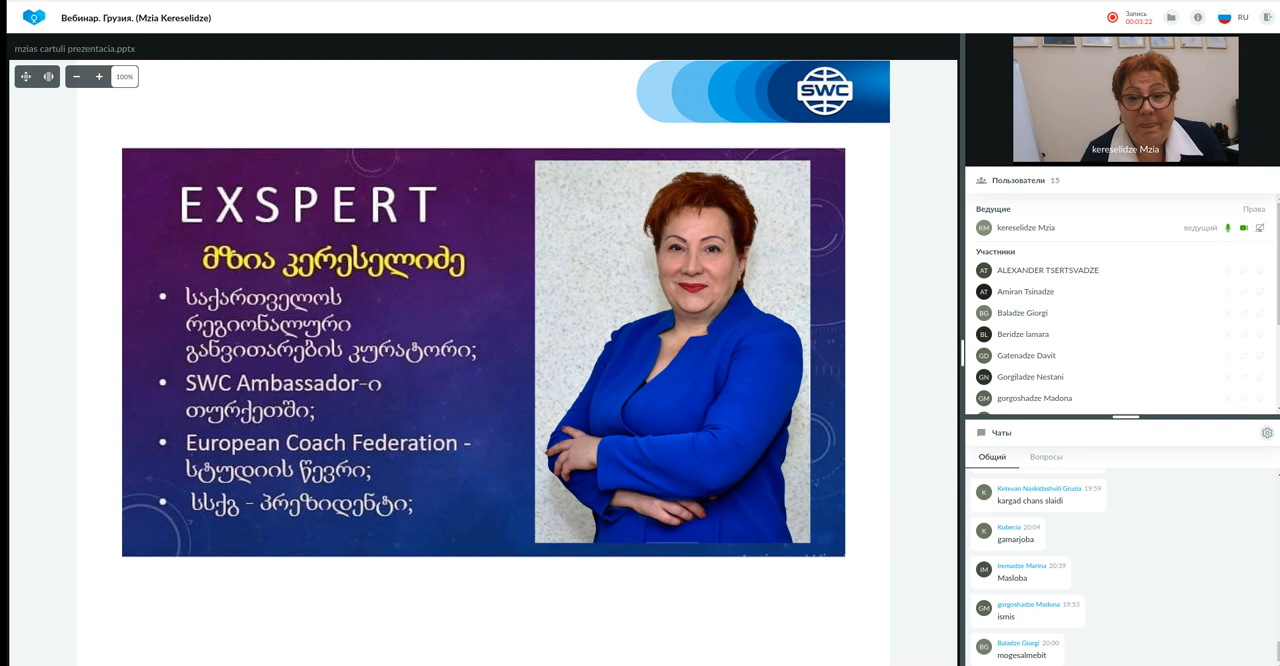 Вебинар. Грузия. (Mzia Kereselidze)
Запись
00:03:22
RU
mzias cartuli prezentacia.pptx
100%
SWC
EXSPERT
მზია კერესელიძე
• საქართველოს
რეგიონალური
განვითარების კურატორი;
• SWC Ambassador-ი
თურქეთში;
• European Coach Federation -
სტუდიის წევრი;
• სსქგ - პრეზიდენტი;
kereselidze Mzia
Пользователи 15
Ведущие Права
KM kereselidze Mzia ведущий
Участники
AT ALEXANDER TSERTSVADZE
AT Amiran Tsinadze
BG Baladze Giorgi
BL Beridze lamara
GD Gatenadze Davit
GN Gorgiladze Nestani
GM gorgoshadze Madona
Чаты
Общий Вопросы
K Ketevan Naskidashvili Gruzia 19:59
kargad chans slaidi
K Kubecia 20:04
gamarjoba
IM Iremadze Marina 20:39
Masloba
GM gorgoshadze Madona 19:53
ismis
BG Baladze Giorgi 20:00
mogesalmebit